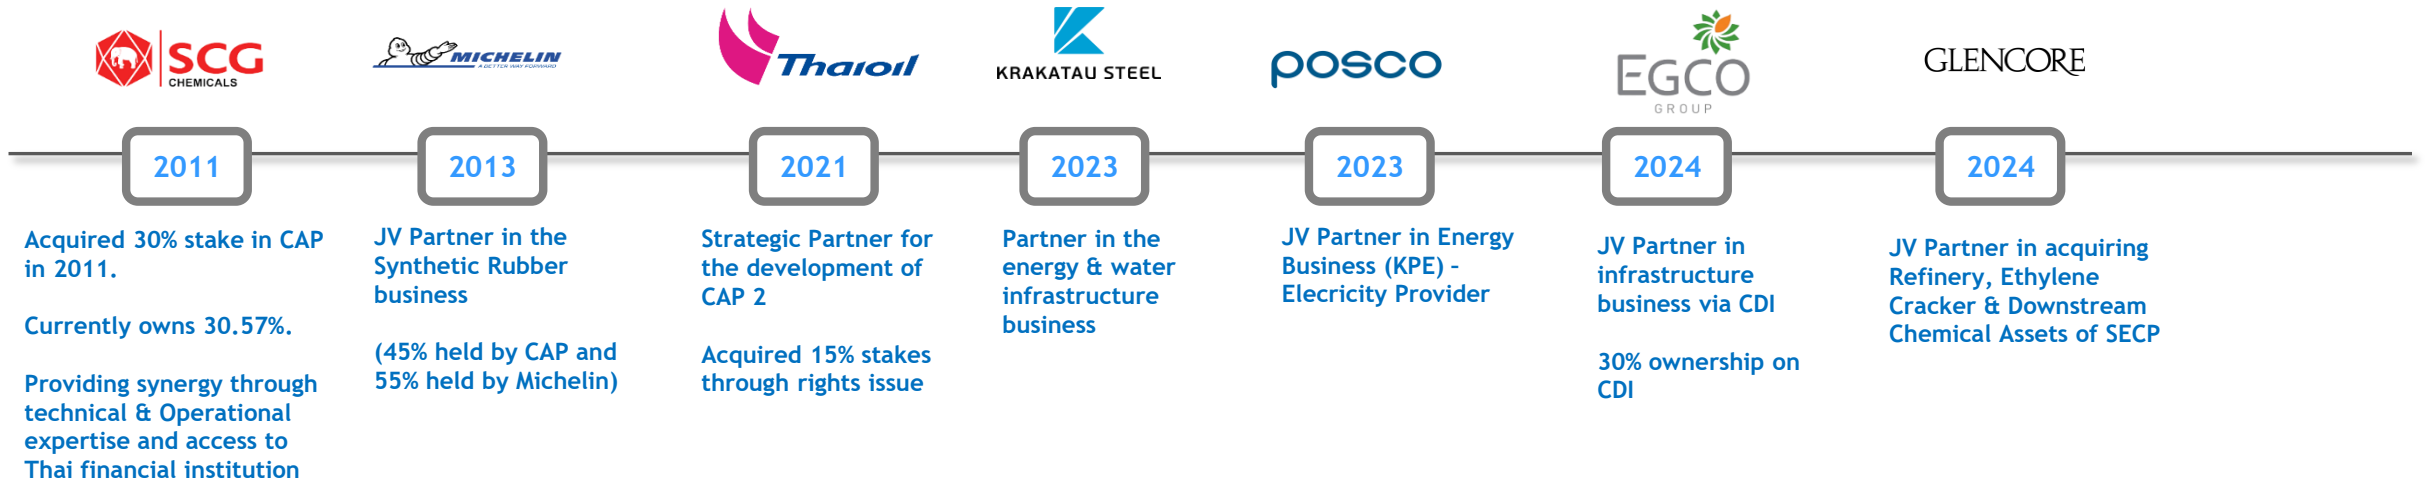 SCG
CHEMICALS
MICHELIN
A BETTER WAY FORWARD
Thaioil
KRAKATAU STEEL
posco
EGCO
GROUP
GLENCORE
2011
2013
2021
2023
2023
2024
2024
Acquired 30% stake in CAP
in 2011.
Currently owns 30.57%.
Providing synergy through
technical & Operational
expertise and access to
Thai financial institution
JV Partner in the
Synthetic Rubber
business
(45% held by CAP and
55% held by Michelin)
Strategic Partner for
the development of
CAP 2
Acquired 15% stakes
through rights issue
Partner in the
energy & water
infrastructure
business
JV Partner in Energy
Business (KPE) –
Elecricity Provider
JV Partner in
infrastructure
business via CDI
30% ownership on
CDI
JV Partner in acquiring
Refinery, Ethylene
Cracker & Downstream
Chemical Assets of SECP